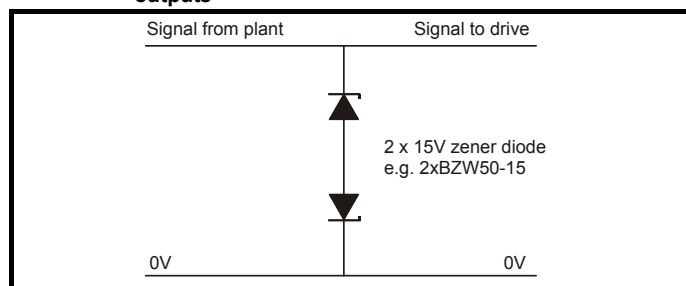 outputs
Signal from plant
Signal to drive
2 x 15V zener diode
e.g. 2xBZW50-15
0V
0V